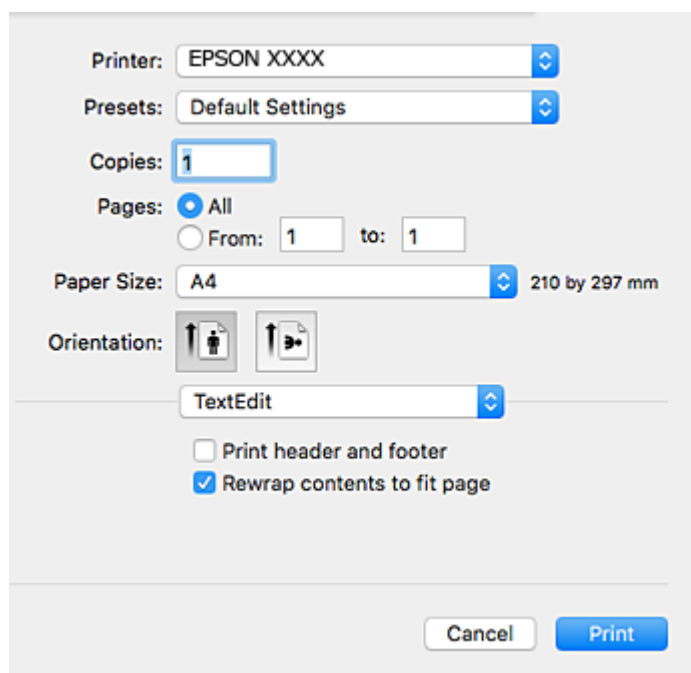 Printer: EPSON XXXX
Presets: Default Settings
Copies: 1
Pages: All
From: 1 to: 1
Paper Size: A4 210 by 297 mm
Orientation:
TextEdit
Print header and footer
Rewrap contents to fit page
Cancel Print